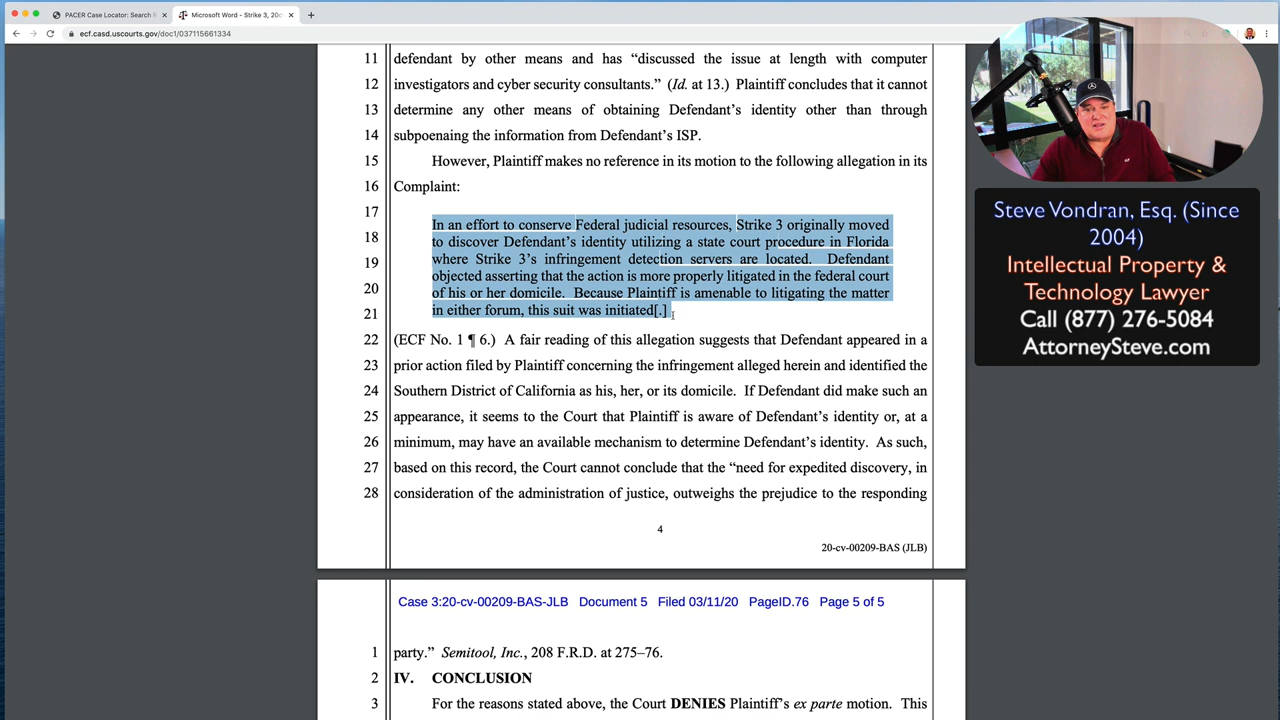 PACER Case Locator: Search R
Microsoft Word - Strike 3, 20c
ecf.casd.uscourts.gov/doc1/037115661334
11 defendant by other means and has “discussed the issue at length with computer
12 investigators and cyber security consultants.” (Id. at 13.) Plaintiff concludes that it cannot
13 determine any other means of obtaining Defendant’s identity other than through
14 subpoenaing the information from Defendant’s ISP.
15 However, Plaintiff makes no reference in its motion to the following allegation in its
16 Complaint:
17 In an effort to conserve Federal judicial resources, Strike 3 originally moved
18 to discover Defendant’s identity utilizing a state court procedure in Florida
19 where Strike 3’s infringement detection servers are located. Defendant
objected asserting that the action is more properly litigated in the federal court
20 of his or her domicile. Because Plaintiff is amenable to litigating the matter
21 in either forum, this suit was initiated[.]
22 (ECF No. 1 ¶ 6.) A fair reading of this allegation suggests that Defendant appeared in a
23 prior action filed by Plaintiff concerning the infringement alleged herein and identified the
24 Southern District of California as his, her, or its domicile. If Defendant did make such an
25 appearance, it seems to the Court that Plaintiff is aware of Defendant’s identity or, at a
26 minimum, may have an available mechanism to determine Defendant’s identity. As such,
27 based on this record, the Court cannot conclude that the “need for expedited discovery, in
28 consideration of the administration of justice, outweighs the prejudice to the responding
4
20-cv-00209-BAS (JLB)
Case 3:20-cv-00209-BAS-JLB Document 5 Filed 03/11/20 PageID.76 Page 5 of 5
1 party.” Semitool, Inc., 208 F.R.D. at 275–76.
2 IV. CONCLUSION
3 For the reasons stated above, the Court DENIES Plaintiff’s ex parte motion. This
Steve Vondran, Esq. (Since
2004)
Intellectual Property &
Technology Lawyer
Call (877) 276-5084
AttorneySteve.com